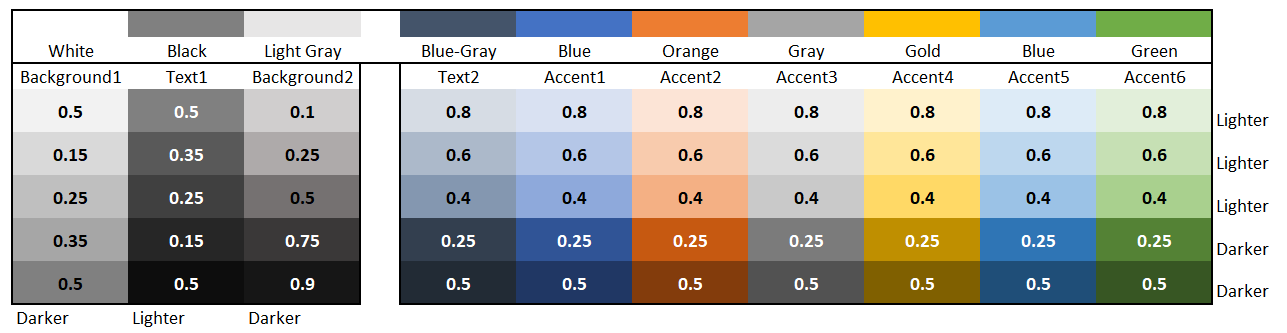 White Black Light Gray Blue-Gray Blue Orange Gray Gold Blue Green
Background1 Text1 Background2 Text2 Accent1 Accent2 Accent3 Accent4 Accent5 Accent6
0.5 0.5 0.1 0.8 0.8 0.8 0.8 0.8 0.8 0.8 Lighter
0.15 0.35 0.25 0.6 0.6 0.6 0.6 0.6 0.6 0.6 Lighter
0.25 0.25 0.5 0.4 0.4 0.4 0.4 0.4 0.4 0.4 Lighter
0.35 0.15 0.75 0.25 0.25 0.25 0.25 0.25 0.25 0.25 Darker
0.5 0.5 0.9 0.5 0.5 0.5 0.5 0.5 0.5 0.5 Darker
Darker Lighter Darker